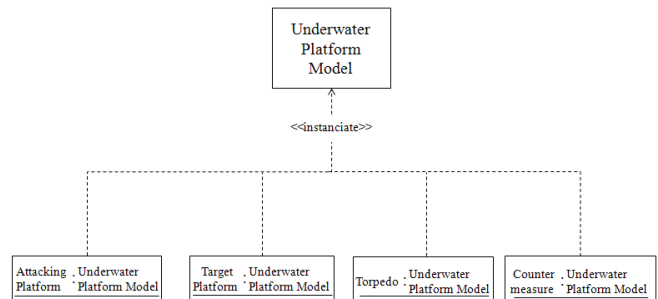 Underwater
Platform
Model
<<instanciate>>
Attacking : Underwater
Platform Platform Model
Target : Underwater
Platform Platform Model
Torpedo : Underwater
Platform Model
Counter : Underwater
measure Platform Model